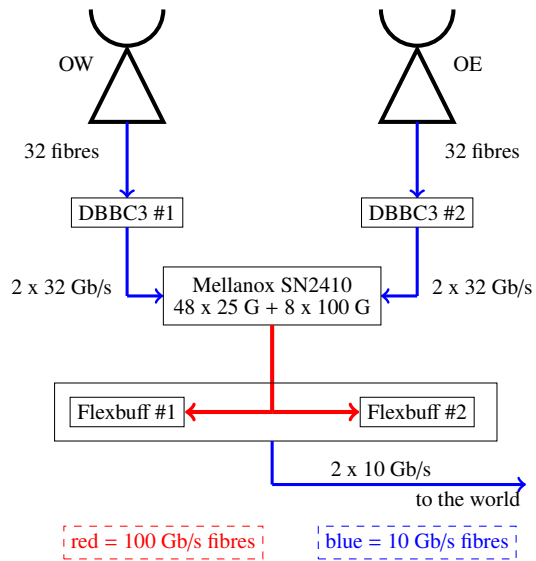 OW
OE
32 fibres
32 fibres
DBBC3 #1
DBBC3 #2
2 x 32 Gb/s
Mellanox SN2410
48 x 25 G + 8 x 100 G
2 x 32 Gb/s
Flexbuff #1
Flexbuff #2
2 x 10 Gb/s
to the world
red = 100 Gb/s fibres
blue = 10 Gb/s fibres